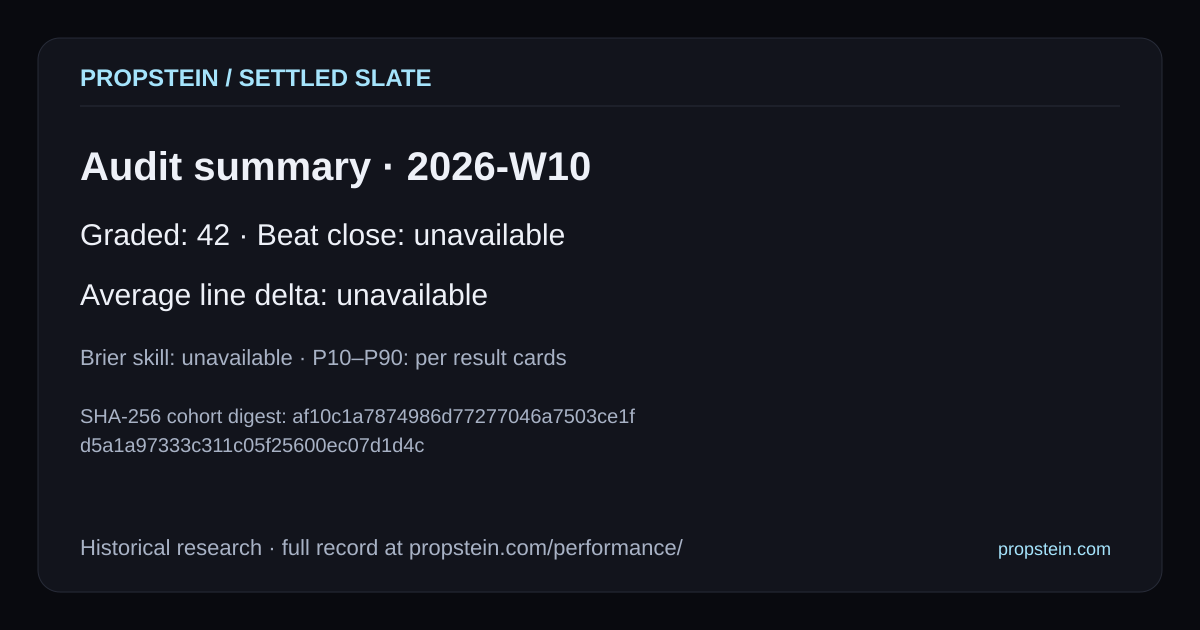 PROPSTEIN / SETTLED SLATE
Audit summary · 2026-W10
Graded: 42 · Beat close: unavailable
Average line delta: unavailable
Brier skill: unavailable · P10–P90: per result cards
SHA-256 cohort digest: af10c1a7874986d77277046a7503ce1f
d5a1a97333c311c05f25600ec07d1d4c
Historical research · full record at propstein.com/performance/
propstein.com